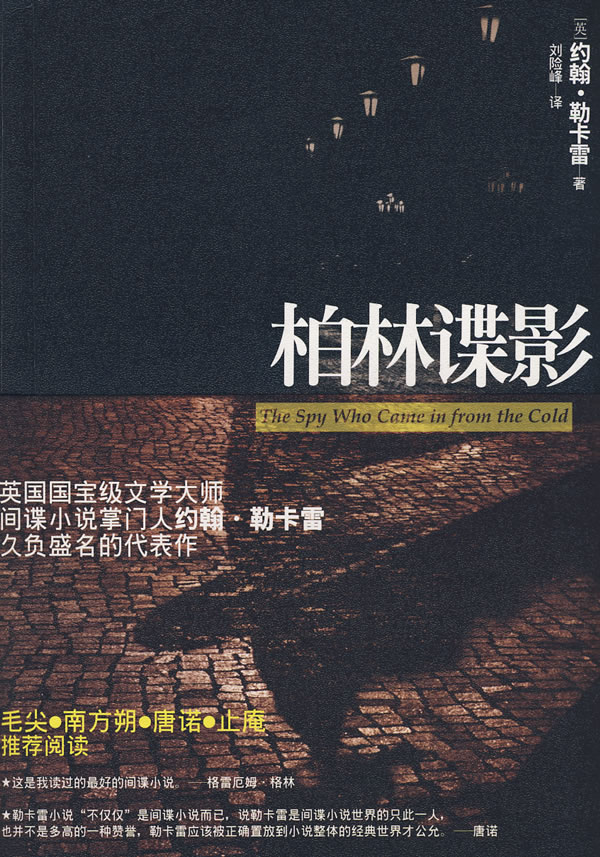 [英]约翰·勒卡雷—著
刘险峰—译
柏林谍影
The Spy Who Came in from the Cold
英国国宝级文学大师
间谍小说掌门人约翰·勒卡雷
久负盛名的代表作
毛尖●南方朔●唐诺●止庵
推荐阅读
★这是我读过的最好的间谍小说。——格雷厄姆·格林
★勒卡雷小说“不仅仅”是间谍小说而已，说勒卡雷是间谍小说世界的只此一人，
也并不是多高的一种赞誉，勒卡雷应该被正确置放到小说整体的经典世界才公允。——唐诺